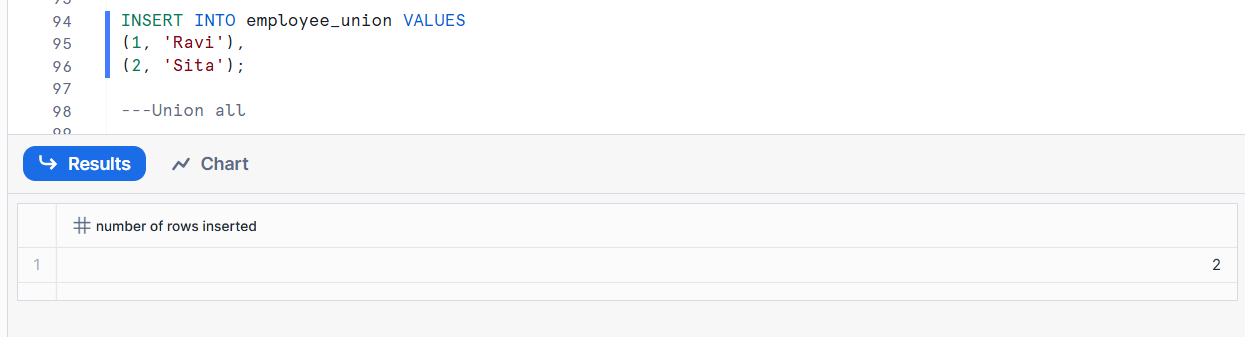 94 INSERT INTO employee_union VALUES
95 (1, 'Ravi'),
96 (2, 'Sita');
97
98 ---Union all
Results Chart
number of rows inserted
1 2